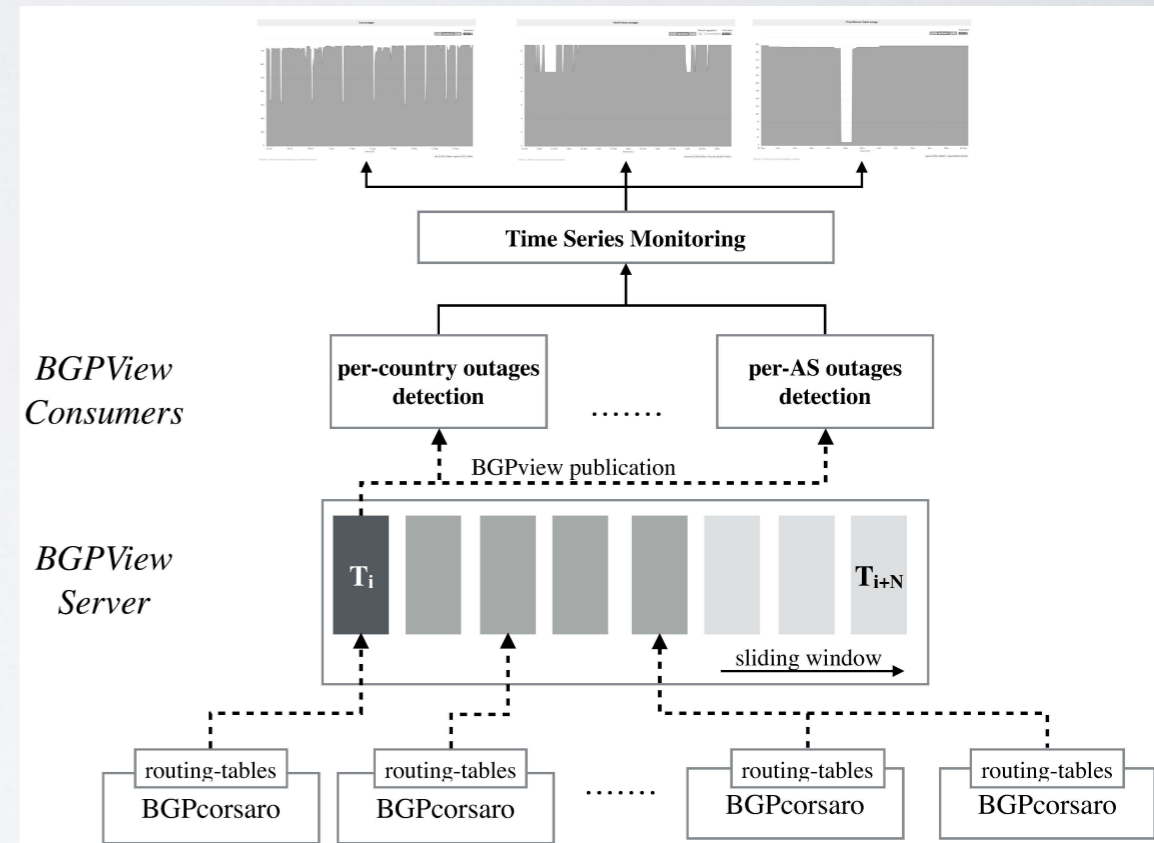 Time Series Monitoring
BGPView
Consumers
per-country outages
detection
.......
per-AS outages
detection
BGPview publication
BGPView
Server
Ti
Ti+N
sliding window
routing-tables
BGPcorsaro
routing-tables
BGPcorsaro
.......
routing-tables
BGPcorsaro
routing-tables
BGPcorsaro